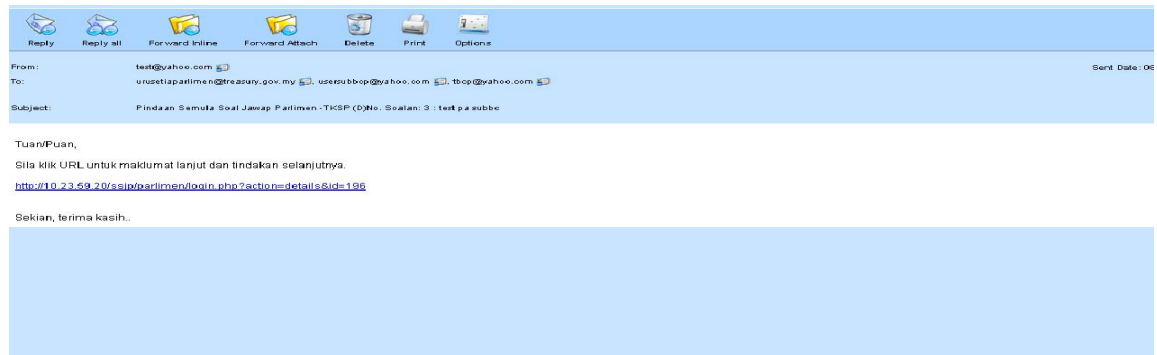 Reply Reply all Forward Inline Forward Attach Delete Print Options
From: test@yahoo.com Sent Date: 06
To: urusetiaparlimen@treasury.gov.my, usersubbcp@yahoo.com, tbcp@yahoo.com
Subject: Pindaan Semula Soal Jawap Parlimen -TKSP (D)No. Soalan: 3 : test pa subbc
Tuan/Puan,
Sila klik URL untuk maklumat lanjut dan tindakan selanjutnya.
http://10.23.59.20/ssjp/parlimen/login.php?action=details&id=196
Sekian, terima kasih..